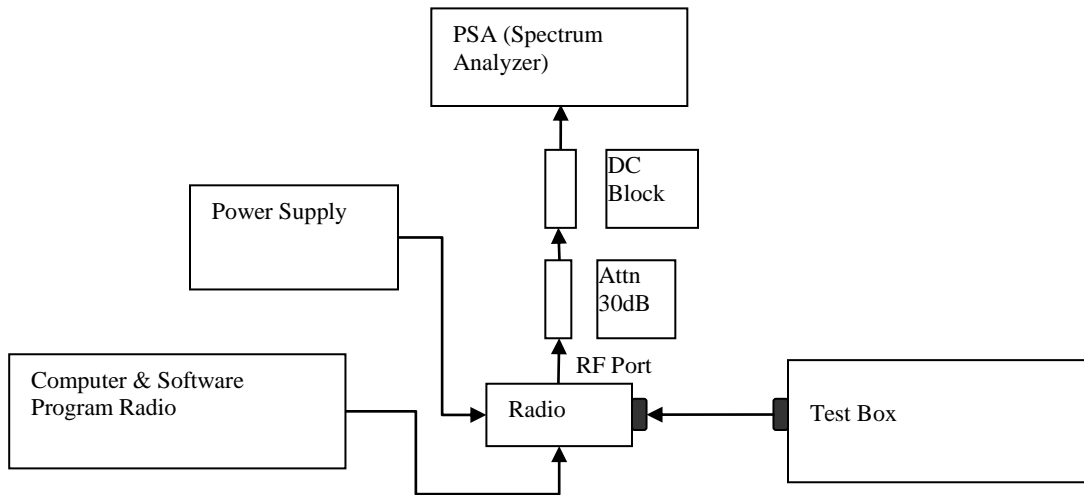 PSA (Spectrum
Analyzer)
DC
Block
Power Supply
Attn
30dB
RF Port
Computer & Software
Program Radio
Radio
Test Box